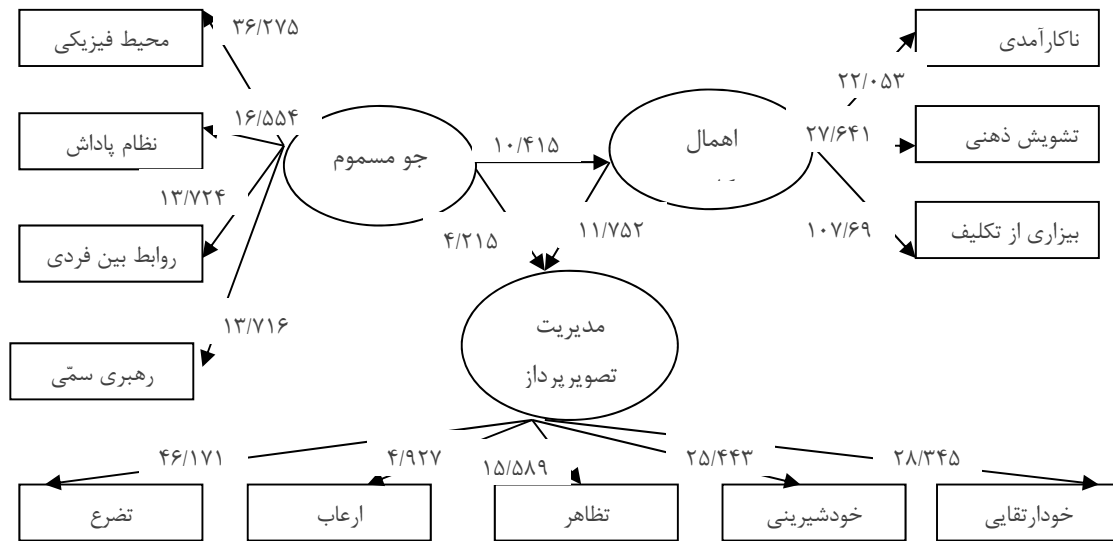 محیط فیزیکی
۳۶/۲۷۵
ناکارآمدی
۲۲/۰۵۳
نظام پاداش
۱۶/۵۵۴
جو مسموم
۱۰/۴۱۵
اهمال
۲۷/۶۴۱
تشویش ذهنی
۱۳/۷۲۴
روابط بین فردی
۴/۲۱۵
۱۱/۷۵۲
۱۰۷/۶۹
بیزاری از تکلیف
۱۳/۷۱۶
رهبری سمّی
مدیریت
تصویرپرداز
۴۶/۱۷۱
۴/۹۲۷
۱۵/۵۸۹
۲۵/۴۴۳
۲۸/۳۴۵
تضرع
ارعاب
تظاهر
خودشیرینی
خودارتقایی